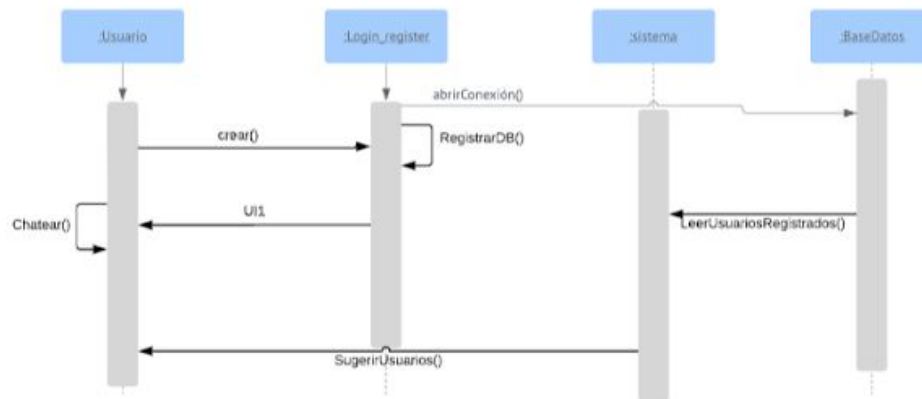 :Usuario
:Login_register
:sistema
:BaseDatos
abrirConexión()
crear()
RegistrarDB()
UI1
Chatear()
LeerUsuariosRegistrados()
SugerirUsuarios()